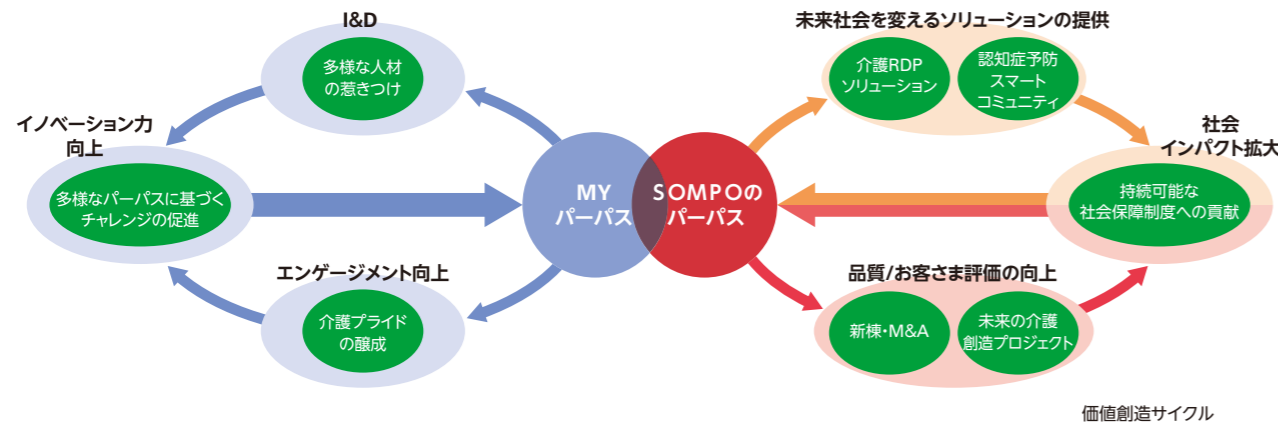 I&D
多様な人材
の惹きつけ
イノベーション力
向上
多様なパーパスに基づく
チャレンジの促進
エンゲージメント向上
介護プライド
の醸成
MY
パーパス
SOMPOの
パーパス
未来社会を変えるソリューションの提供
介護RDP
ソリューション
認知症予防
スマート
コミュニティ
社会
インパクト拡大
持続可能な
社会保障制度への貢献
品質/お客さま評価の向上
新棟・M&A
未来の介護
創造プロジェクト
価値創造サイクル